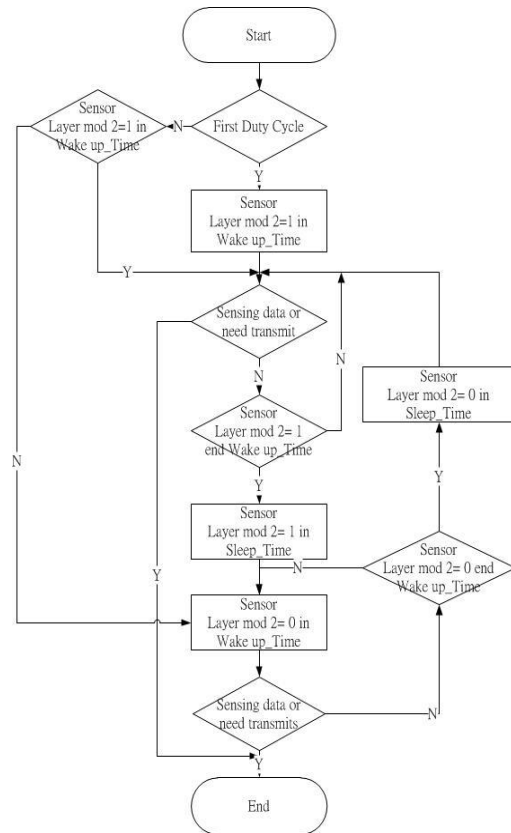 Start
Sensor
Layer mod 2=1 in
Wake up_Time
N
First Duty Cycle
Y
Sensor
Layer mod 2=1 in
Wake up_Time
Y
Sensing data or
need transmit
N
N
Sensor
Layer mod 2= 0 in
Sleep_Time
Sensor
Layer mod 2= 1
end Wake up_Time
N
Y
Y
Sensor
Layer mod 2= 1 in
Sleep_Time
N
Sensor
Layer mod 2= 0 end
Wake up_Time
Y
Sensor
Layer mod 2= 0 in
Wake up_Time
Sensing data or
need transmits
N
Y
End